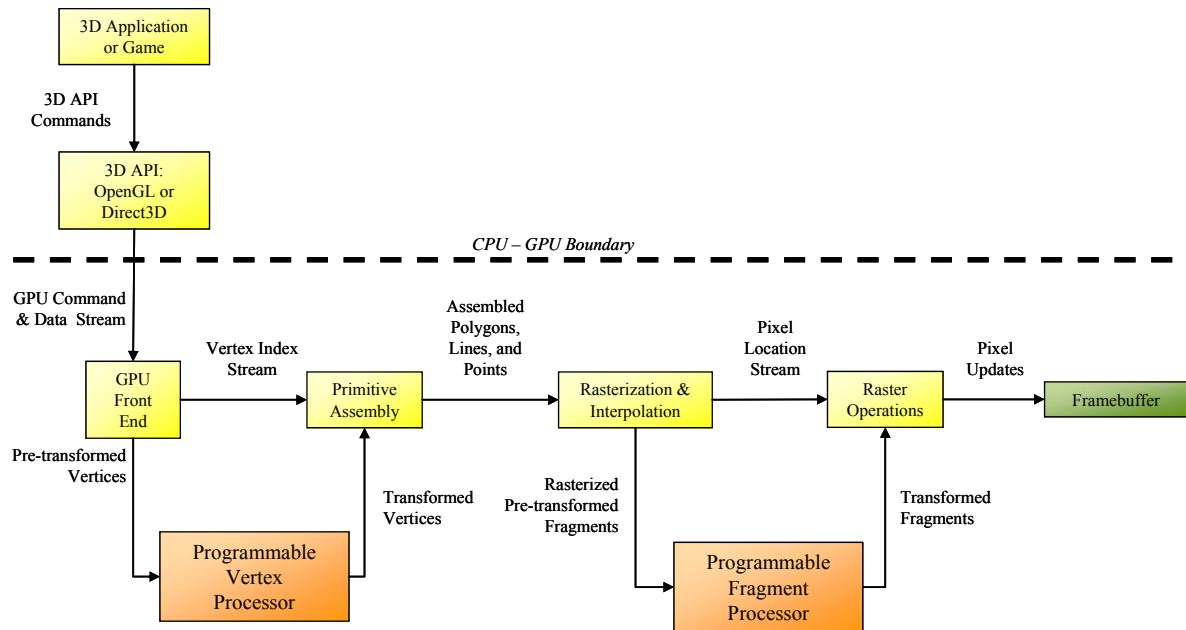 3D Application
or Game
3D API
Commands
3D API:
OpenGL or
Direct3D
CPU – GPU Boundary
GPU Command
& Data Stream
GPU
Front
End
Vertex Index
Stream
Primitive
Assembly
Assembled
Polygons,
Lines, and
Points
Rasterization &
Interpolation
Pixel
Location
Stream
Raster
Operations
Pixel
Updates
Framebuffer
Pre-transformed
Vertices
Programmable
Vertex
Processor
Transformed
Vertices
Rasterized
Pre-transformed
Fragments
Programmable
Fragment
Processor
Transformed
Fragments